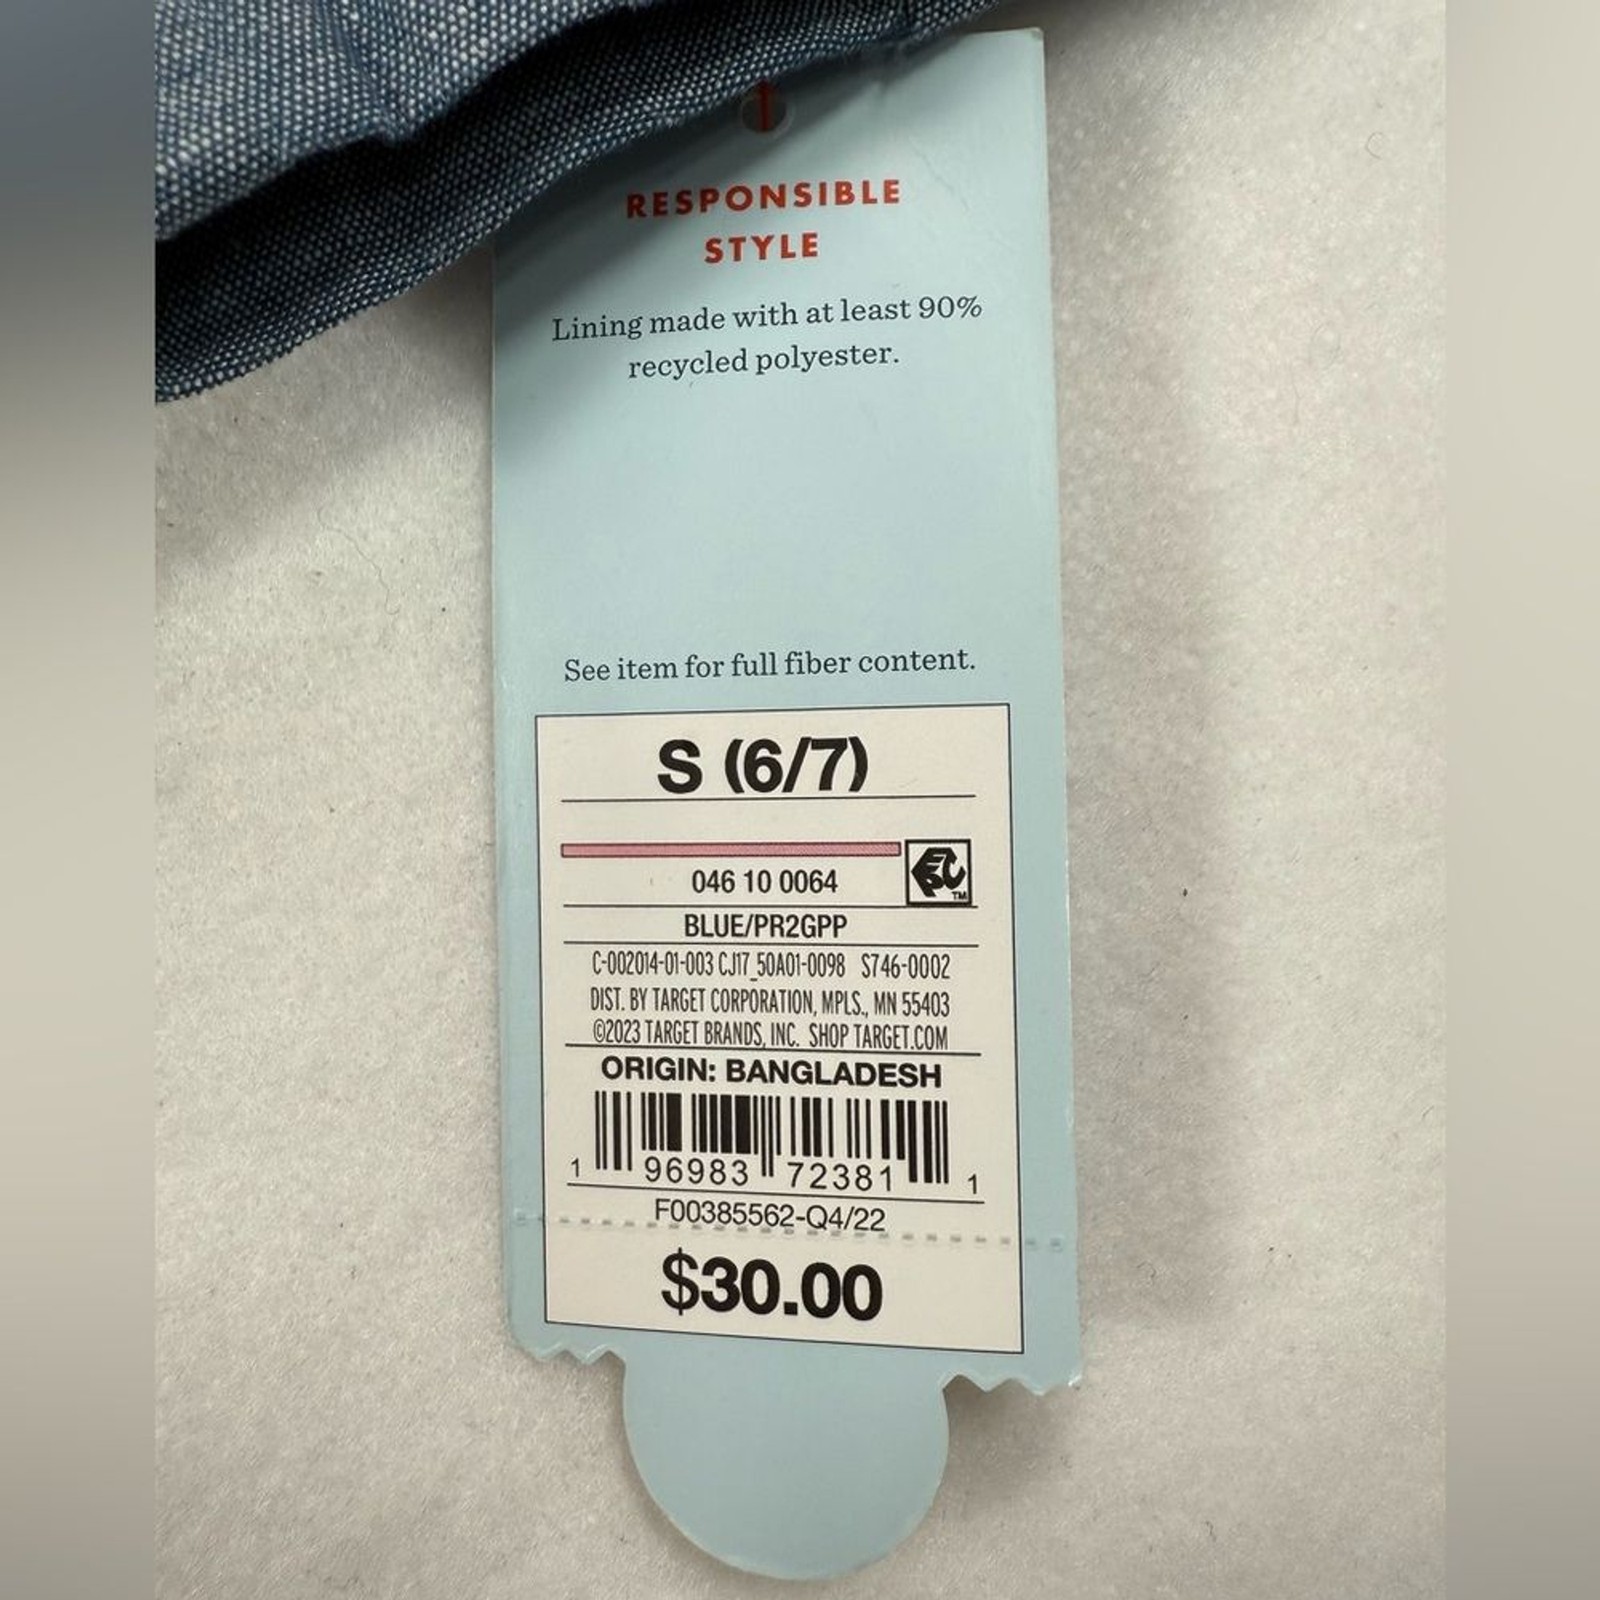 RESPONSIBLE
STYLE
Lining made with at least 90%
recycled polyester.
See item for full fiber content.
S (6/7)
046 10 0064
TM
BLUE/PR2GPP
C-002014-01-003 CJ17_50A01-0098 S746-0002
DIST. BY TARGET CORPORATION, MPLS., MN 55403
©2023 TARGET BRANDS, INC. SHOP TARGET.COM
ORIGIN: BANGLADESH
1 96983 72381 1
F00385562-Q4/22
$30.00